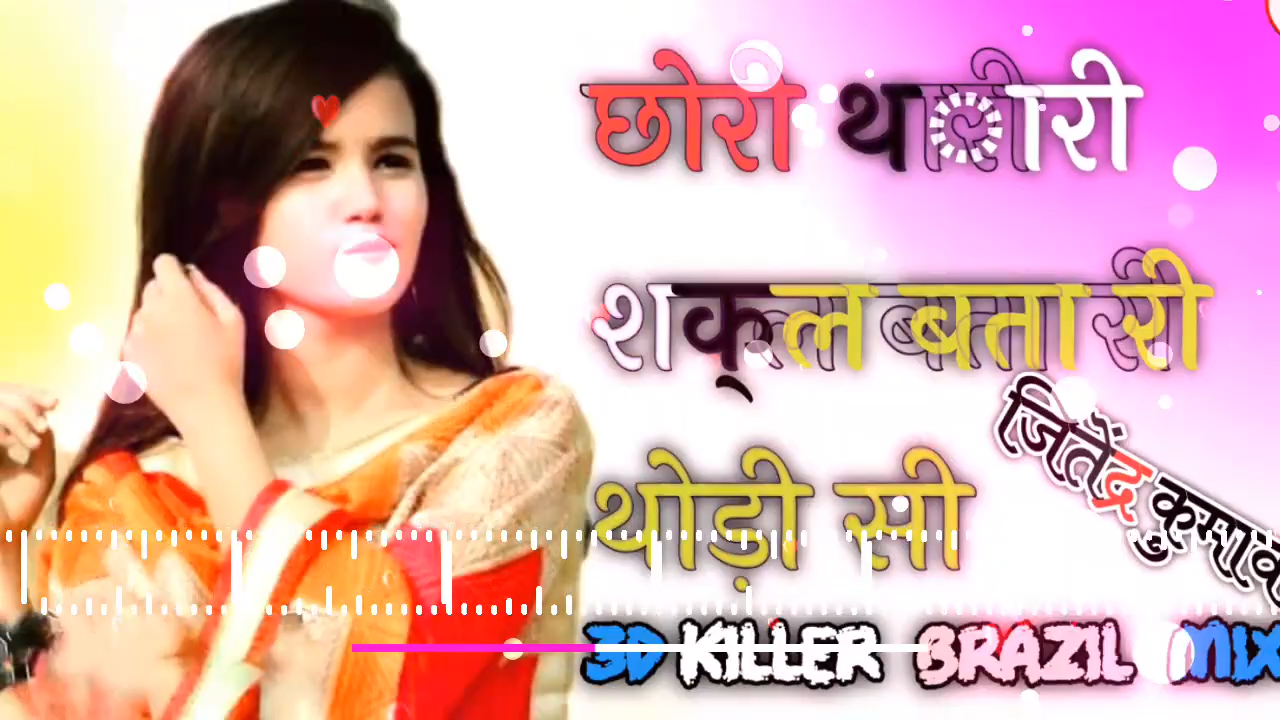 छोरी थारी
शक्ल बता री
थोड़ी सी
जितेंद्र
3D KILLER BRAZIL MIX